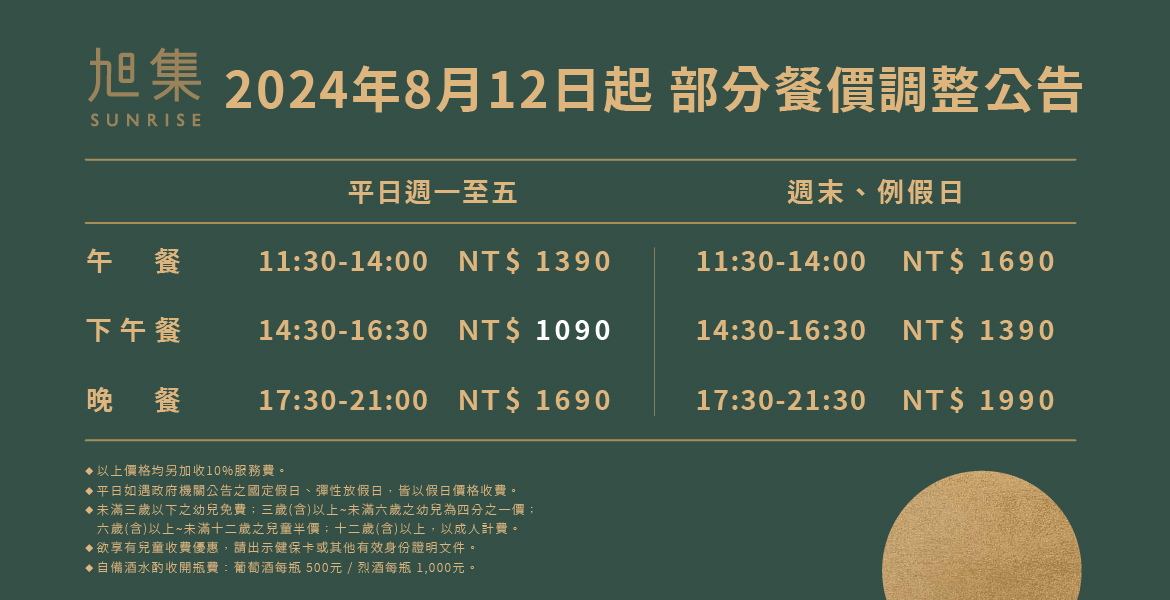 旭集
SUNRISE
2024年8月12日起 部分餐價調整公告
平日週一至五 週末、例假日
午餐 11:30-14:00 NT$ 1390 11:30-14:00 NT$ 1690
下午餐 14:30-16:30 NT$ 1090 14:30-16:30 NT$ 1390
晚餐 17:30-21:00 NT$ 1690 17:30-21:30 NT$ 1990
◆以上價格均另加收10%服務費。
◆平日如遇政府機關公告之國定假日、彈性放假日，皆以假日價格收費。
◆未滿三歲以下之幼兒免費；三歲(含)以上~未滿六歲之幼兒為四分之一價；
六歲(含)以上~未滿十二歲之兒童半價；十二歲(含)以上，以成人計費。
◆欲享有兒童收費優惠，請出示健保卡或其他有效身份證明文件。
◆自備酒水酌收開瓶費：葡萄酒每瓶 500元 / 烈酒每瓶 1,000元。